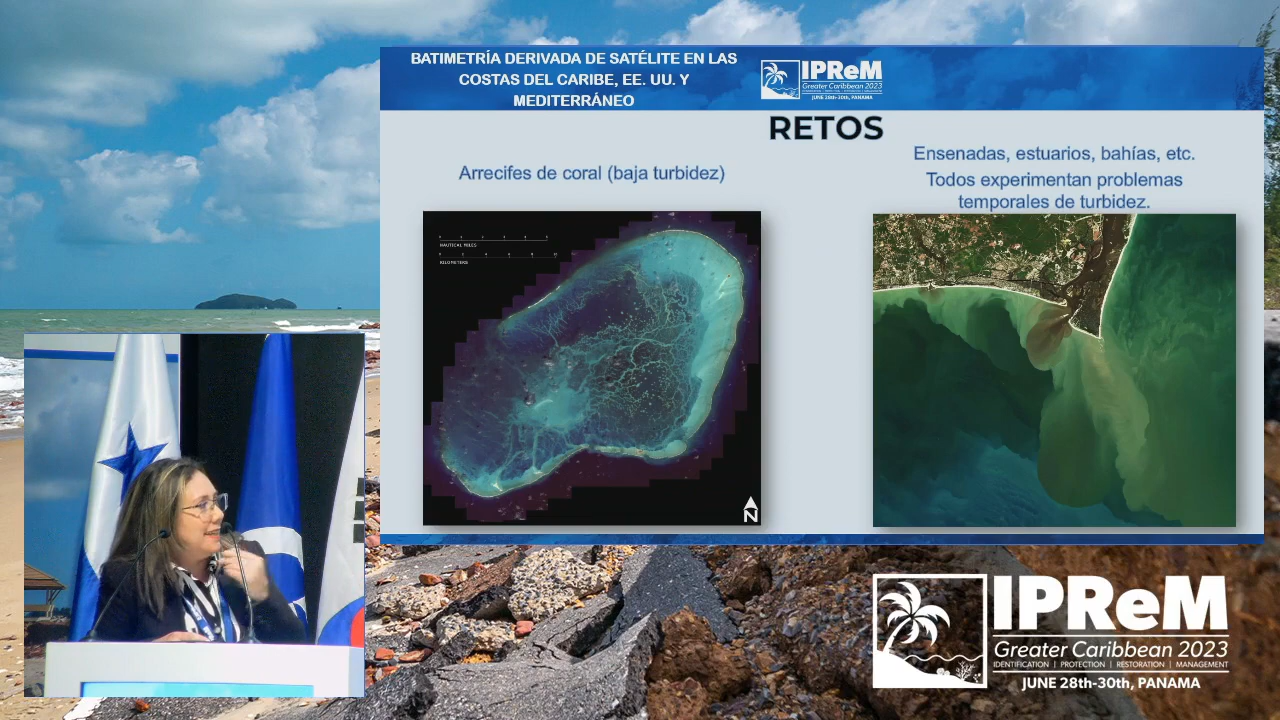 BATIMETRÍA DERIVADA DE SATÉLITE EN LAS
COSTAS DEL CARIBE, EE. UU. Y
MEDITERRÁNEO
IPReM
Greater Caribbean 2023
JUNE 28th-30th, PANAMA
RETOS
Arrecifes de coral (baja turbidez)
Ensenadas, estuarios, bahías, etc.
Todos experimentan problemas
temporales de turbidez.
NAUTICAL MILES
KILOMETERS
N
IPReM
Greater Caribbean 2023
IDENTIFICATION | PROTECTION | RESTORATION | MANAGEMENT
JUNE 28th-30th, PANAMA